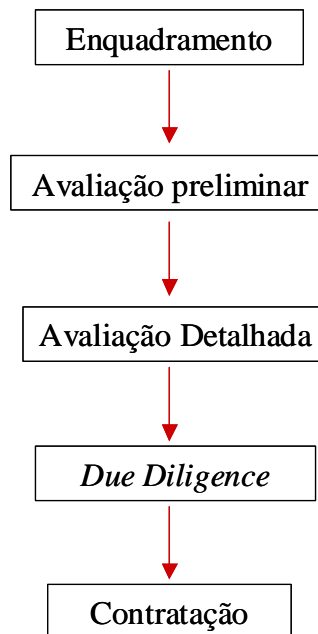 Enquadramento
Avaliação preliminar
Avaliação Detalhada
Due Diligence
Contratação